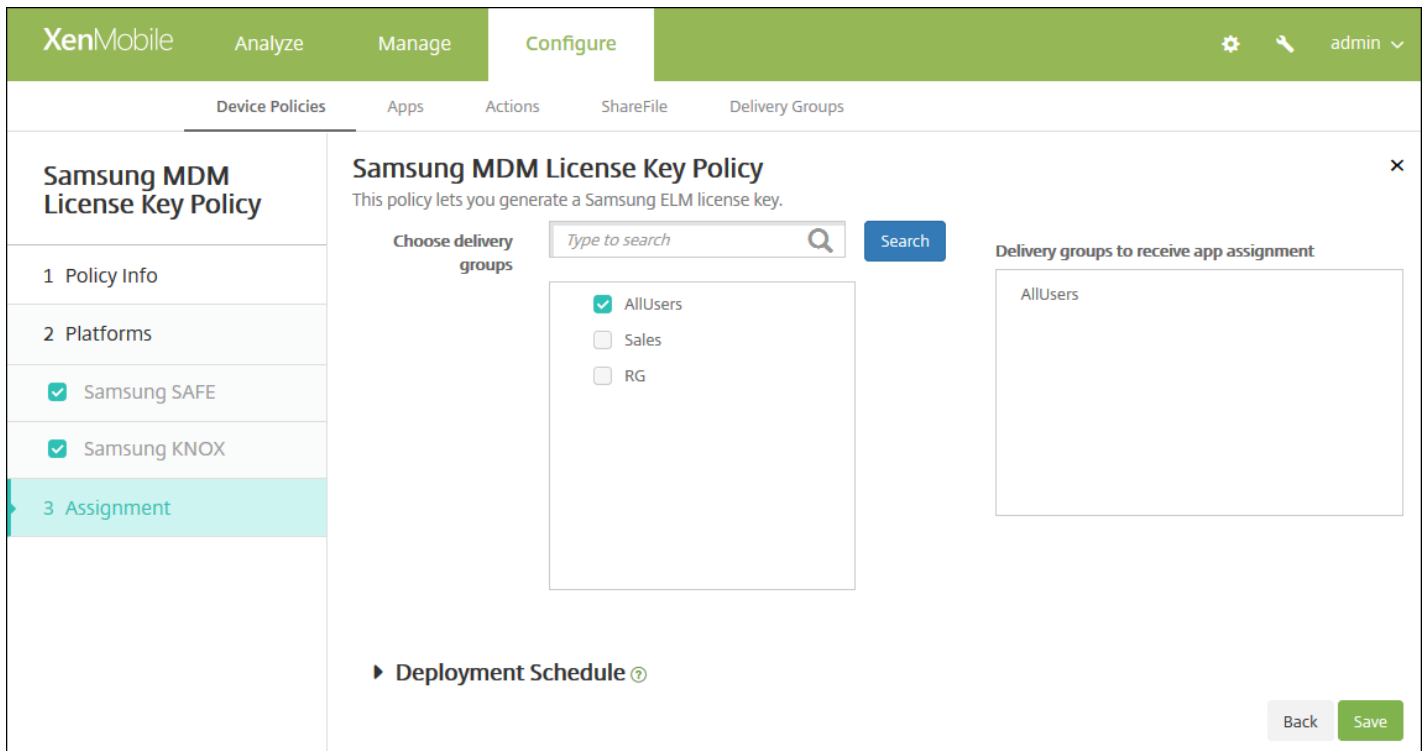 XenMobile Analyze Manage Configure admin
Device Policies Apps Actions ShareFile Delivery Groups
Samsung MDM
License Key Policy
1 Policy Info
2 Platforms
Samsung SAFE
Samsung KNOX
3 Assignment
Samsung MDM License Key Policy
This policy lets you generate a Samsung ELM license key.
Choose delivery
groups
Type to search
Search
AllUsers
Sales
RG
Delivery groups to receive app assignment
AllUsers
Deployment Schedule ?
Back Save